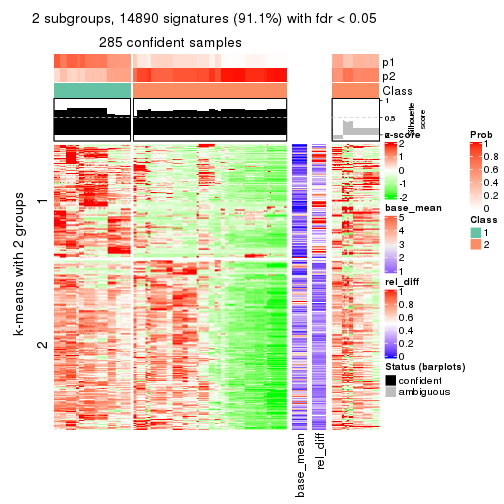 2 subgroups, 14890 signatures (91.1%) with fdr < 0.05
285 confident samples
p1
p2
Class
1
0.5
0
Silhouette
score
z-score
2
1
0
-1
-2
base_mean
5
4
3
2
1
rel_diff
1
0.8
0.6
0.4
0.2
0
Status (barplots)
confident
ambiguous
Prob
1
0.8
0.6
0.4
0.2
0
Class
1
2
k-means with 2 groups
1
2
base_mean
rel_diff